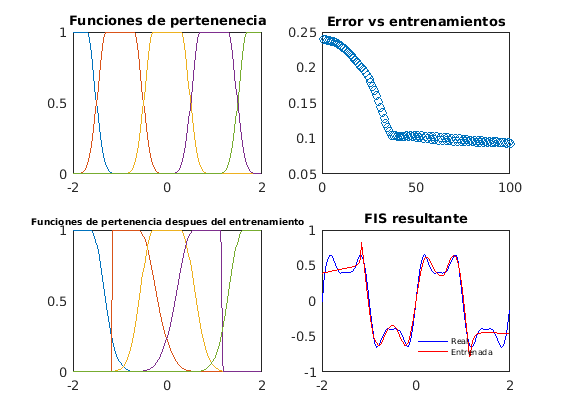 Funciones de pertenenecia
1
0.5
0
-2 0 2
Error vs entrenamientos
0.25
0.2
0.15
0.1
0.05
0 50 100
Funciones de pertenencia despues del entrenamiento
1
0.5
0
-2 0 2
FIS resultante
1
0.5
0
-0.5
-1
-2 0 2
Real
Entrenada